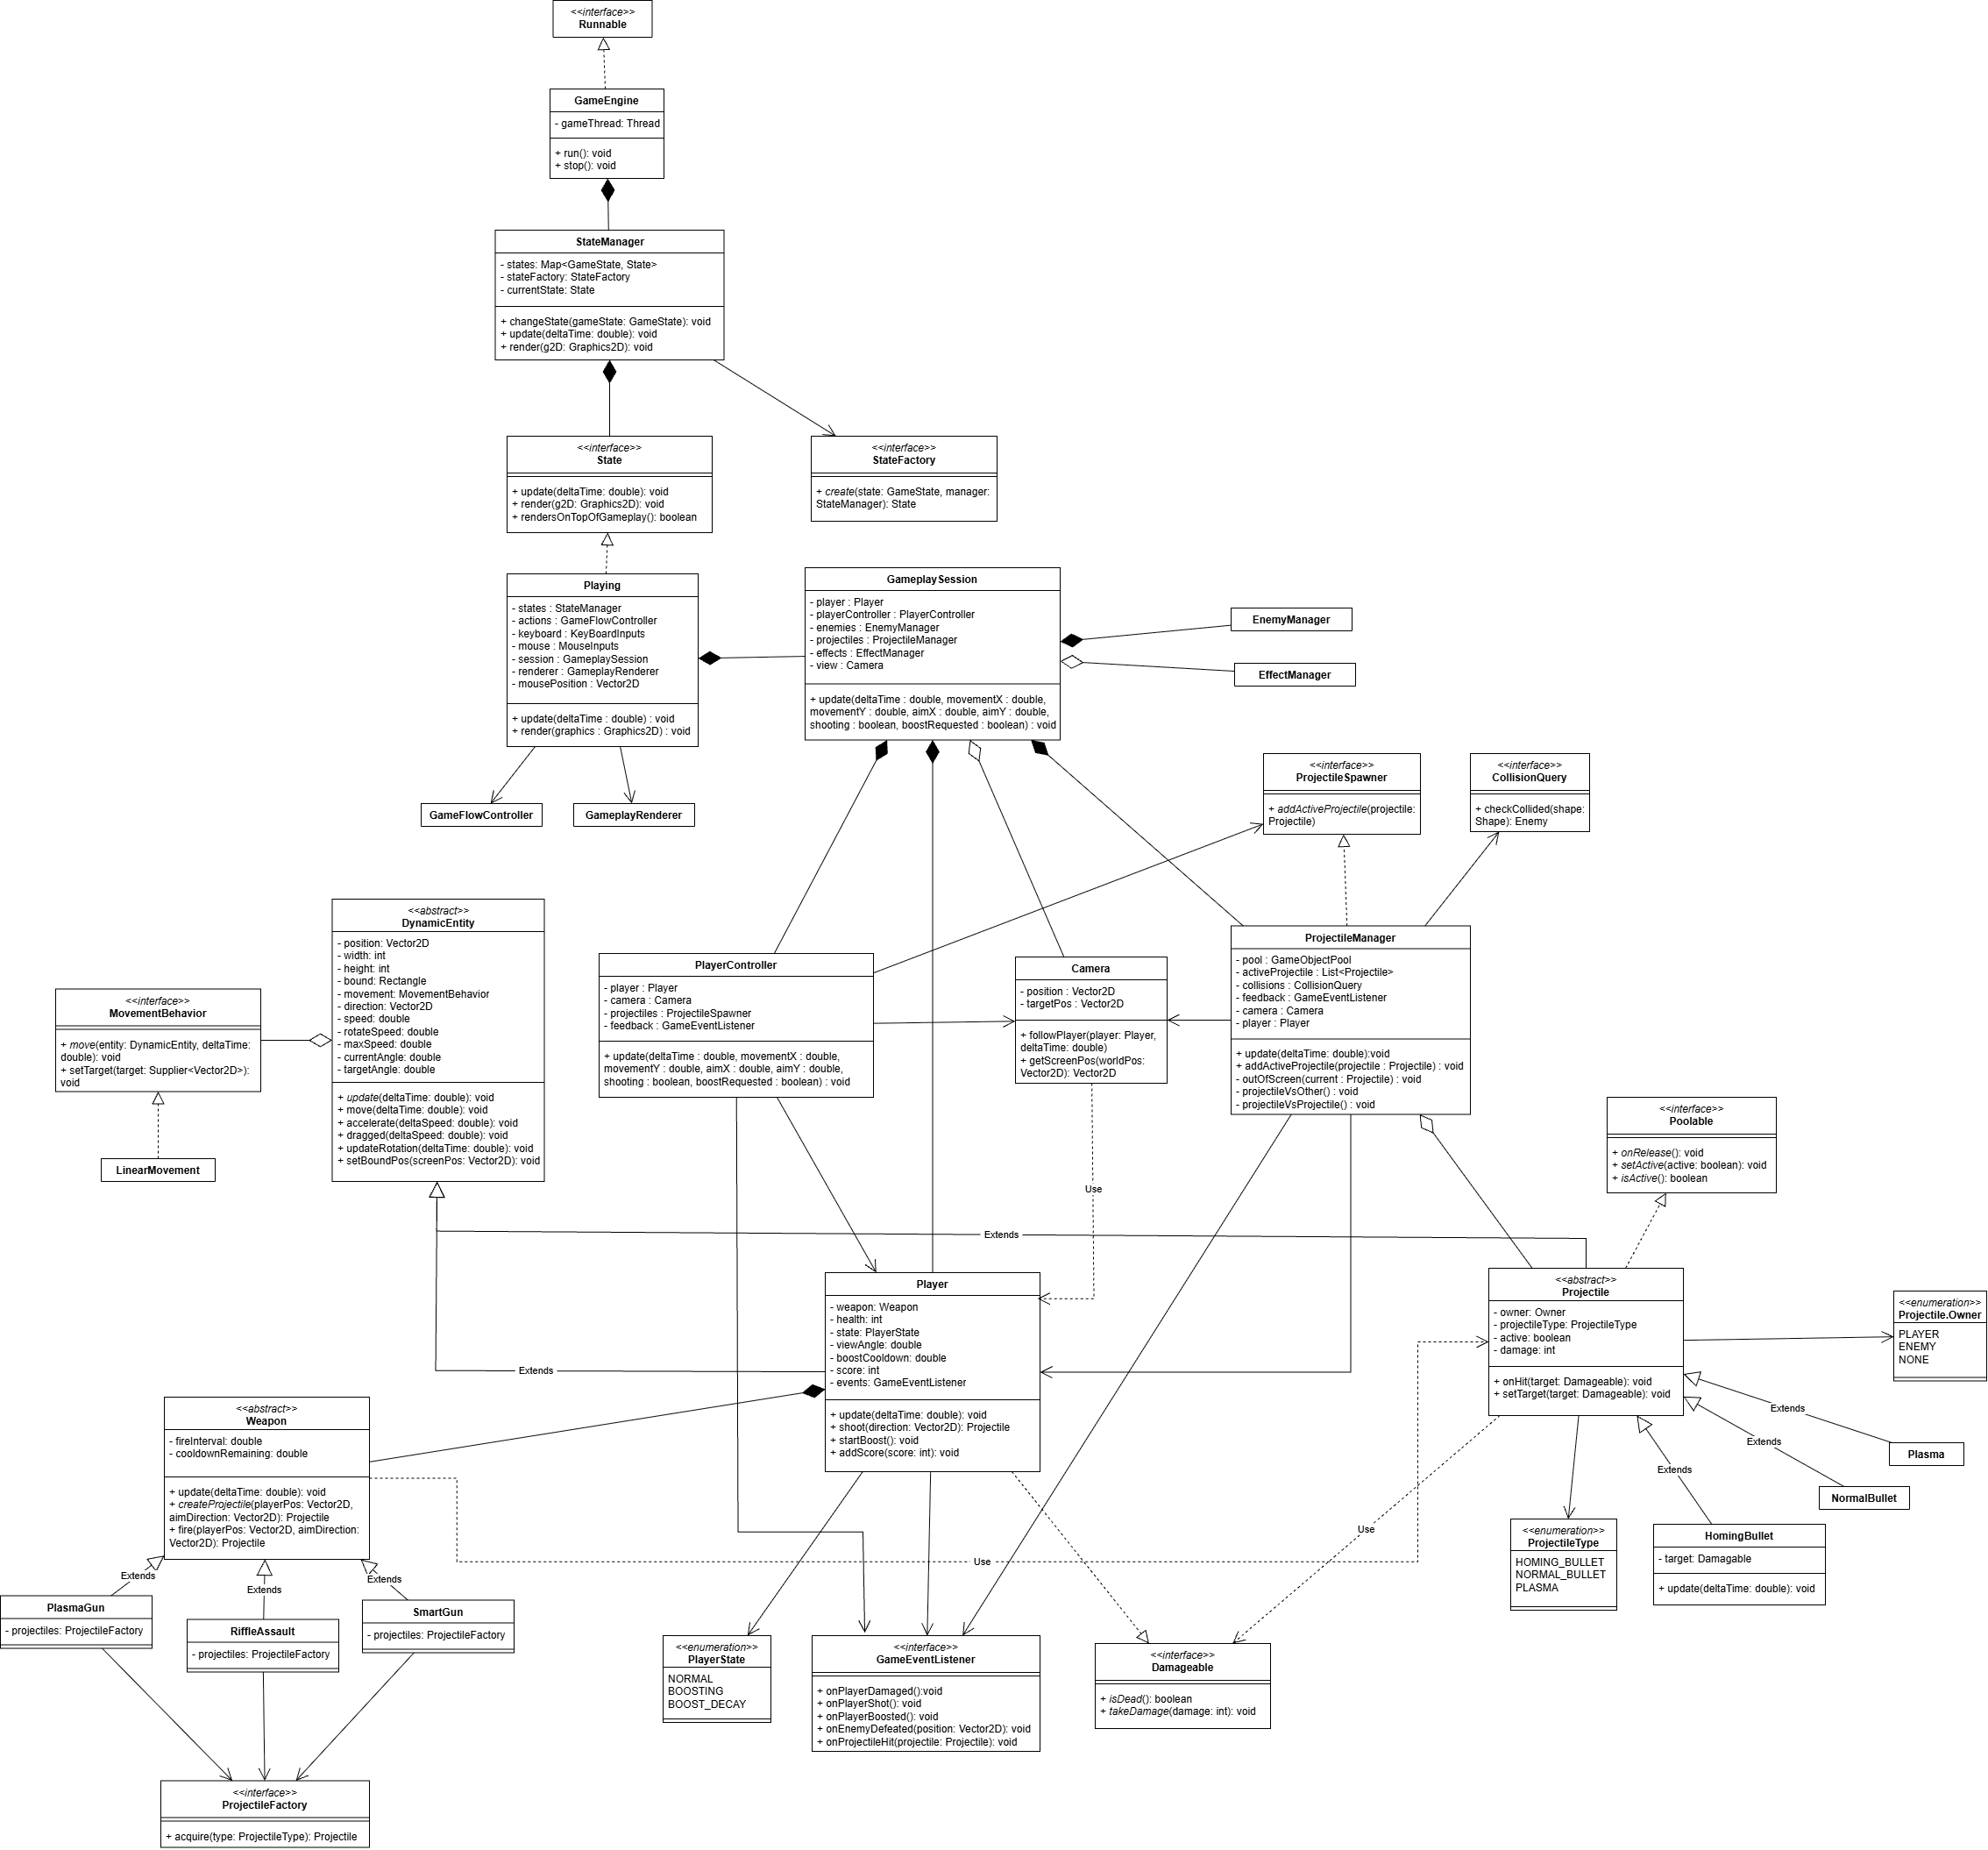 <<interface>>
Runnable
GameEngine
- gameThread: Thread
+ run(): void
+ stop(): void
StateManager
- states: Map<GameState, State>
- stateFactory: StateFactory
- currentState: State
+ changeState(gameState: GameState): void
+ update(deltaTime: double): void
+ render(g2D: Graphics2D): void
<<interface>>
State
+ update(deltaTime: double): void
+ render(g2D: Graphics2D): void
+ rendersOnTopOfGameplay(): boolean
<<interface>>
StateFactory
+ create(state: GameState, manager:
StateManager): State
Playing
- states : StateManager
- actions : GameFlowController
- keyboard : KeyBoardInputs
- mouse : MouseInputs
- session : GameplaySession
- renderer : GameplayRenderer
- mousePosition : Vector2D
+ update(deltaTime : double) : void
+ render(graphics : Graphics2D) : void
GameplaySession
- player : Player
- playerController : PlayerController
- enemies : EnemyManager
- projectiles : ProjectileManager
- effects : EffectManager
- view : Camera
+ update(deltaTime : double, movementX : double,
movementY : double, aimX : double, aimY : double,
shooting : boolean, boostRequested : boolean) : void
EnemyManager
EffectManager
GameFlowController
GameplayRenderer
<<interface>>
ProjectileSpawner
+ addActiveProjectile(projectile:
Projectile)
<<interface>>
CollisionQuery
+ checkCollided(shape:
Shape): Enemy
<<abstract>>
DynamicEntity
- position: Vector2D
- width: int
- height: int
- bound: Rectangle
- movement: MovementBehavior
- direction: Vector2D
- speed: double
- rotateSpeed: double
- maxSpeed: double
- currentAngle: double
- targetAngle: double
+ update(deltaTime: double): void
+ move(deltaTime: double): void
+ accelerate(deltaSpeed: double): void
+ dragged(deltaSpeed: double): void
+ updateRotation(deltaTime: double): void
+ setBoundPos(screenPos: Vector2D): void
<<interface>>
MovementBehavior
+ move(entity: DynamicEntity, deltaTime:
double): void
+ setTarget(target: Supplier<Vector2D>):
void
LinearMovement
PlayerController
- player : Player
- camera : Camera
- projectiles : ProjectileSpawner
- feedback : GameEventListener
+ update(deltaTime : double, movementX : double,
movementY : double, aimX : double, aimY : double,
shooting : boolean, boostRequested : boolean) : void
Camera
- position : Vector2D
- targetPos : Vector2D
+ followPlayer(player: Player,
deltaTime: double)
+ getScreenPos(worldPos:
Vector2D): Vector2D
ProjectileManager
- pool : GameObjectPool
- activeProjectile : List<Projectile>
- collisions : CollisionQuery
- feedback : GameEventListener
- camera : Camera
- player : Player
+ update(deltaTime: double):void
+ addActiveProjectile(projectile : Projectile) : void
- outOfScreen(current : Projectile) : void
- projectileVsOther() : void
- projectileVsProjectile() : void
<<interface>>
Poolable
+ onRelease(): void
+ setActive(active: boolean): void
+ isActive(): boolean
Use
Extends
Player
- weapon: Weapon
- health: int
- state: PlayerState
- viewAngle: double
- boostCooldown: double
- score: int
- events: GameEventListener
+ update(deltaTime: double): void
+ shoot(direction: Vector2D): Projectile
+ startBoost(): void
+ addScore(score: int): void
<<abstract>>
Projectile
- owner: Owner
- projectileType: ProjectileType
- active: boolean
- damage: int
+ onHit(target: Damageable): void
+ setTarget(target: Damageable): void
<<enumeration>>
Projectile.Owner
PLAYER
ENEMY
NONE
Extends
<<abstract>>
Weapon
- fireInterval: double
- cooldownRemaining: double
+ update(deltaTime: double): void
+ createProjectile(playerPos: Vector2D,
aimDirection: Vector2D): Projectile
+ fire(playerPos: Vector2D, aimDirection:
Vector2D): Projectile
Extends
Extends
Extends
Plasma
NormalBullet
HomingBullet
- target: Damagable
+ update(deltaTime: double): void
<<enumeration>>
ProjectileType
HOMING_BULLET
NORMAL_BULLET
PLASMA
Use
Use
Extends
Extends
Extends
PlasmaGun
- projectiles: ProjectileFactory
RiffleAssault
- projectiles: ProjectileFactory
SmartGun
- projectiles: ProjectileFactory
<<enumeration>>
PlayerState
NORMAL
BOOSTING
BOOST_DECAY
<<interface>>
GameEventListener
+ onPlayerDamaged():void
+ onPlayerShot(): void
+ onPlayerBoosted(): void
+ onEnemyDefeated(position: Vector2D): void
+ onProjectileHit(projectile: Projectile): void
<<interface>>
Damageable
+ isDead(): boolean
+ takeDamage(damage: int): void
<<interface>>
ProjectileFactory
+ acquire(type: ProjectileType): Projectile